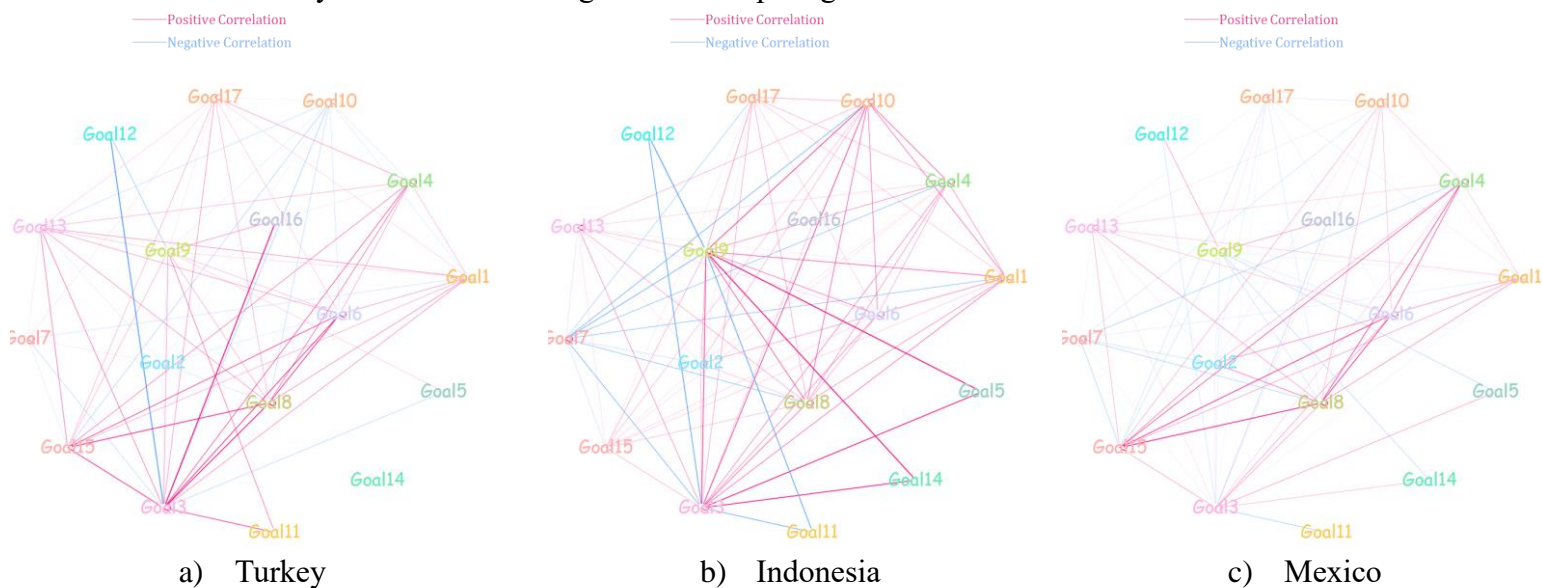 Positive Correlation
Negative Correlation
Goal17
Goal10
Goal12
Goal4
Goal16
Goal13
Goal9
Goal1
Goal6
Goal7
Goal2
Goal5
Goal8
Goal15
Goal14
Goal3
Goal11
a) Turkey
Positive Correlation
Negative Correlation
Goal17
Goal10
Goal12
Goal4
Goal16
Goal13
Goal9
Goal1
Goal6
Goal7
Goal2
Goal5
Goal8
Goal15
Goal14
Goal3
Goal11
b) Indonesia
Positive Correlation
Negative Correlation
Goal17
Goal10
Goal12
Goal4
Goal16
Goal13
Goal9
Goal1
Goal6
Goal7
Goal2
Goal5
Goal8
Goal15
Goal14
Goal3
Goal11
c) Mexico